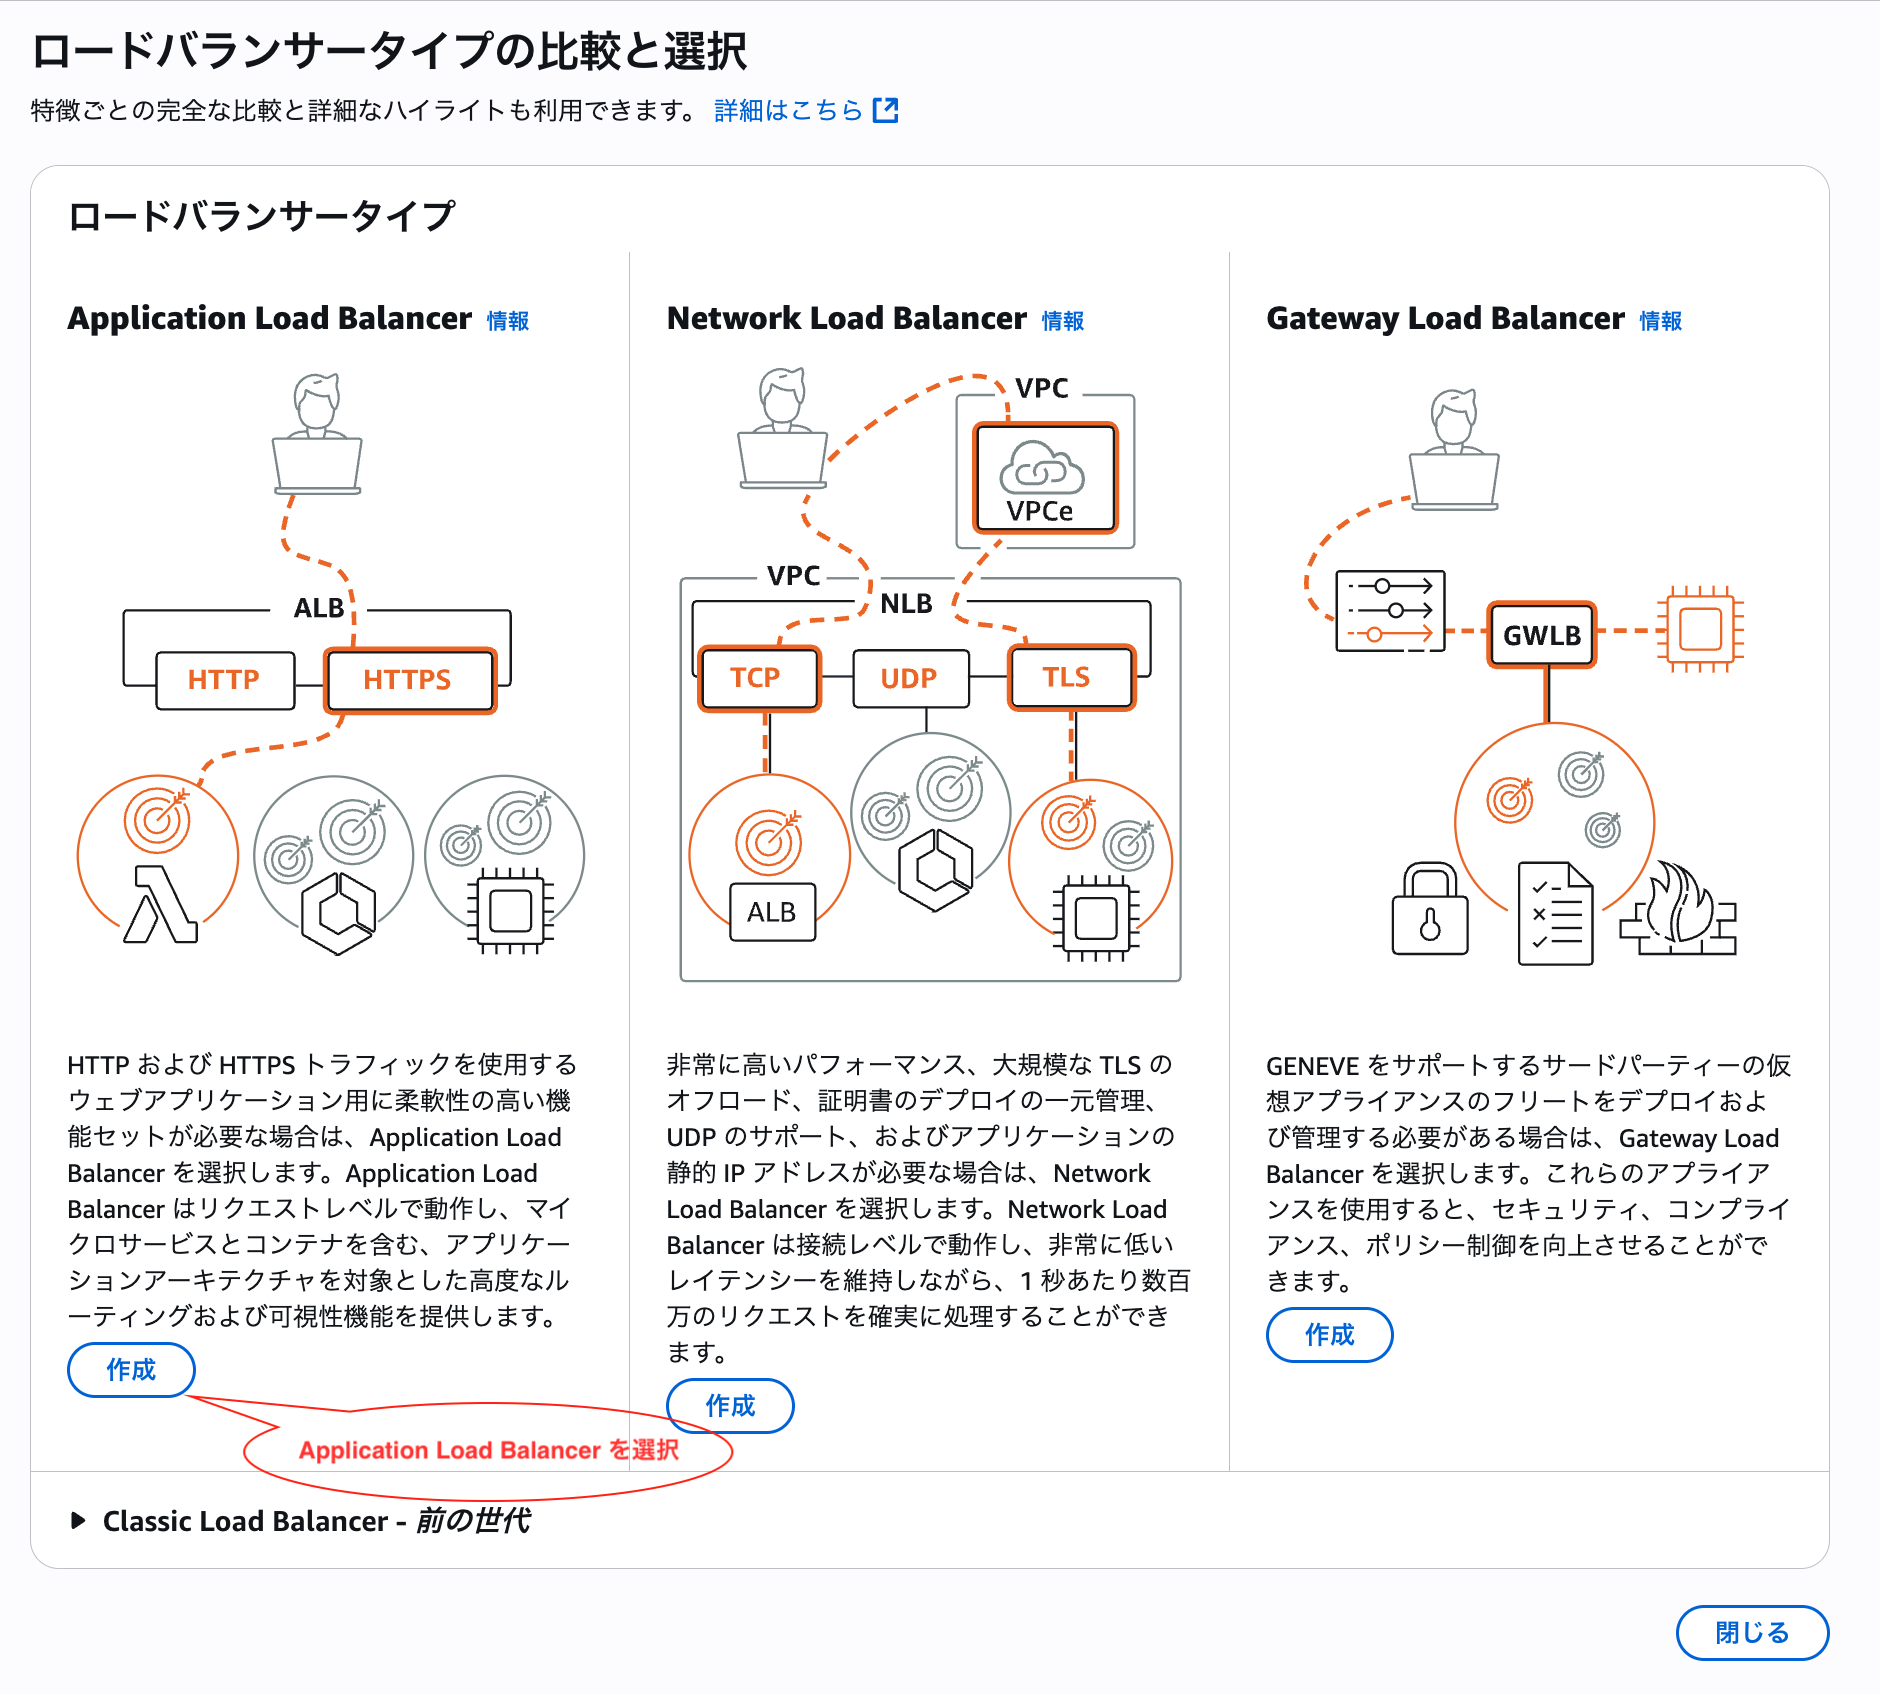 ロードバランサータイプの比較と選択
特徴ごとの完全な比較と詳細なハイライトも利用できます。 詳細はこちら
ロードバランサータイプ
Application Load Balancer 情報
ALB
HTTP
HTTPS
HTTP および HTTPS トラフィックを使用する
ウェブアプリケーション用に柔軟性の高い機
能セットが必要な場合は、Application Load
Balancer を選択します。Application Load
Balancer はリクエストレベルで動作し、マイ
クロサービスとコンテナを含む、アプリケー
ションアーキテクチャを対象とした高度なル
ーティングおよび可視性機能を提供します。
作成
Application Load Balancer を選択
Network Load Balancer 情報
VPC
VPCe
VPC
NLB
TCP
UDP
TLS
ALB
非常に高いパフォーマンス、大規模な TLS の
オフロード、証明書のデプロイの一元管理、
UDP のサポート、およびアプリケーションの
静的 IP アドレスが必要な場合は、Network
Load Balancer を選択します。Network Load
Balancer は接続レベルで動作し、非常に低い
レイテンシーを維持しながら、1 秒あたり数百
万のリクエストを確実に処理することができ
ます。
作成
Gateway Load Balancer 情報
GWLB
GENEVE をサポートするサードパーティーの仮
想アプライアンスのフリートをデプロイおよ
び管理する必要がある場合は、Gateway Load
Balancer を選択します。これらのアプライア
ンスを使用すると、セキュリティ、コンプライ
アンス、ポリシー制御を向上させることがで
きます。
作成
Classic Load Balancer - 前の世代
閉じる